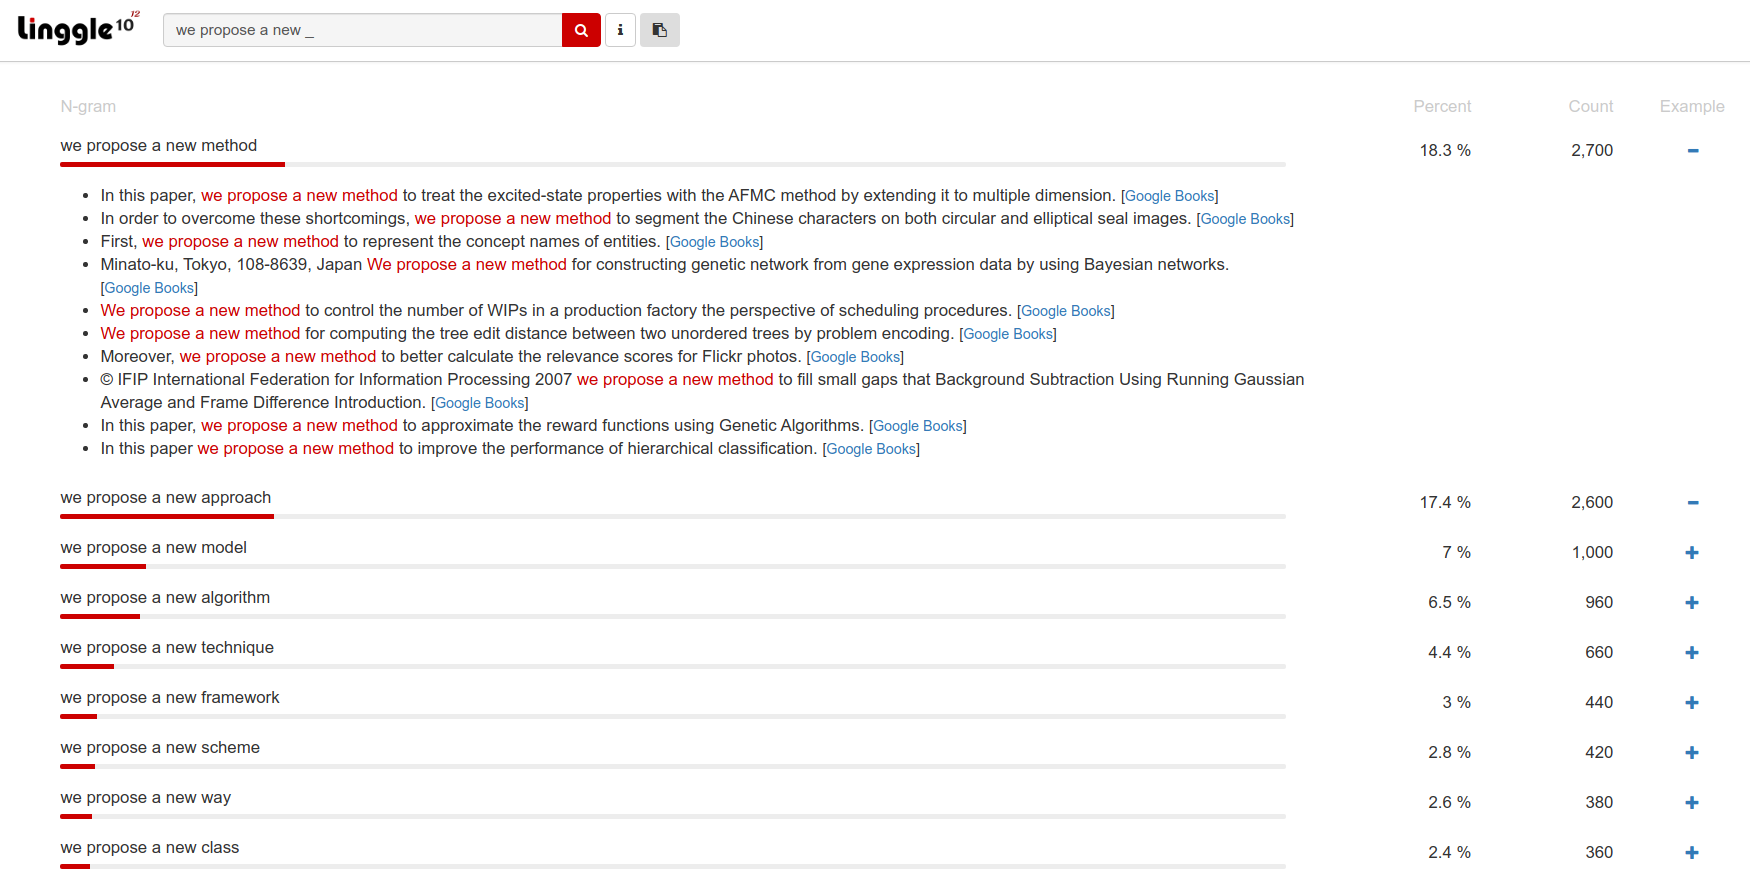 Linggle 10 12
we propose a new _
N-gram Percent Count Example
we propose a new method 18.3 % 2,700
In this paper, we propose a new method to treat the excited-state properties with the AFMC method by extending it to multiple dimension. [Google Books]
In order to overcome these shortcomings, we propose a new method to segment the Chinese characters on both circular and elliptical seal images. [Google Books]
First, we propose a new method to represent the concept names of entities. [Google Books]
Minato-ku, Tokyo, 108-8639, Japan We propose a new method for constructing genetic network from gene expression data by using Bayesian networks.
[Google Books]
We propose a new method to control the number of WIPs in a production factory the perspective of scheduling procedures. [Google Books]
We propose a new method for computing the tree edit distance between two unordered trees by problem encoding. [Google Books]
Moreover, we propose a new method to better calculate the relevance scores for Flickr photos. [Google Books]
© IFIP International Federation for Information Processing 2007 we propose a new method to fill small gaps that Background Subtraction Using Running Gaussian
Average and Frame Difference Introduction. [Google Books]
In this paper, we propose a new method to approximate the reward functions using Genetic Algorithms. [Google Books]
In this paper we propose a new method to improve the performance of hierarchical classification. [Google Books]
we propose a new approach 17.4 % 2,600
we propose a new model 7 % 1,000
we propose a new algorithm 6.5 % 960
we propose a new technique 4.4 % 660
we propose a new framework 3 % 440
we propose a new scheme 2.8 % 420
we propose a new way 2.6 % 380
we propose a new class 2.4 % 360